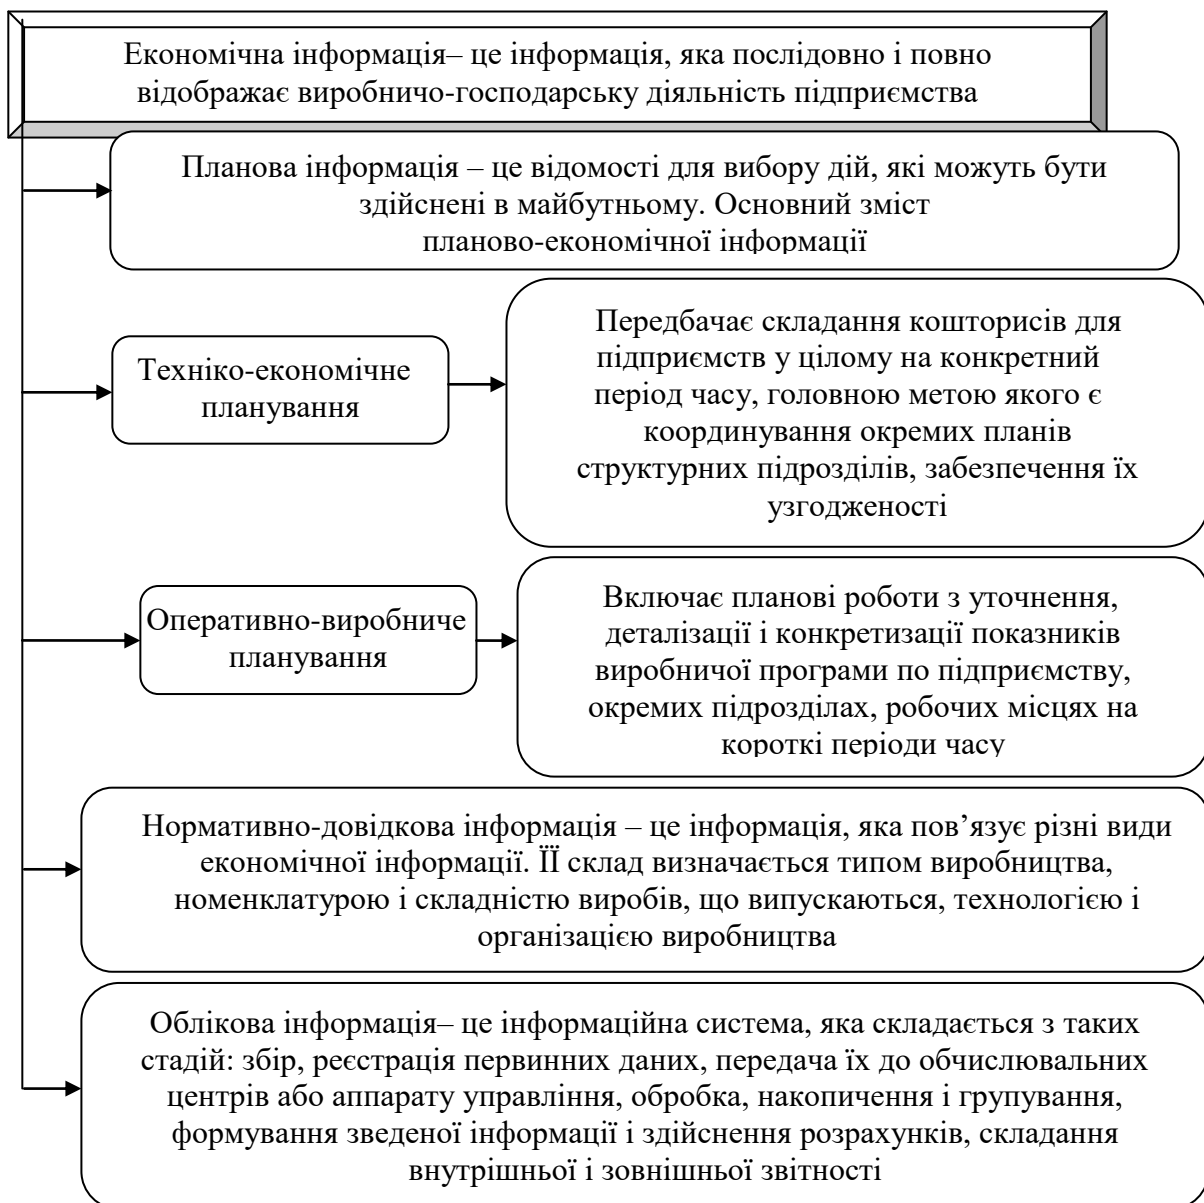 Економічна інформація– це інформація, яка послідовно і повно
відображає виробничо-господарську діяльність підприємства
Планова інформація – це відомості для вибору дій, які можуть бути
здійснені в майбутньому. Основний зміст
планово-економічної інформації
Техніко-економічне
планування
Передбачає складання кошторисів для
підприємств у цілому на конкретний
період часу, головною метою якого є
координування окремих планів
структурних підрозділів, забезпечення їх
узгодженості
Оперативно-виробниче
планування
Включає планові роботи з уточнення,
деталізації і конкретизації показників
виробничої програми по підприємству,
окремих підрозділах, робочих місцях на
короткі періоди часу
Нормативно-довідкова інформація – це інформація, яка пов’язує різні види
економічної інформації. ЇЇ склад визначається типом виробництва,
номенклатурою і складністю виробів, що випускаються, технологією і
організацією виробництва
Облікова інформація– це інформаційна система, яка складається з таких
стадій: збір, реєстрація первинних даних, передача їх до обчислювальних
центрів або аппарату управління, обробка, накопичення і групування,
формування зведеної інформації і здійснення розрахунків, складання
внутрішньої і зовнішньої звітності